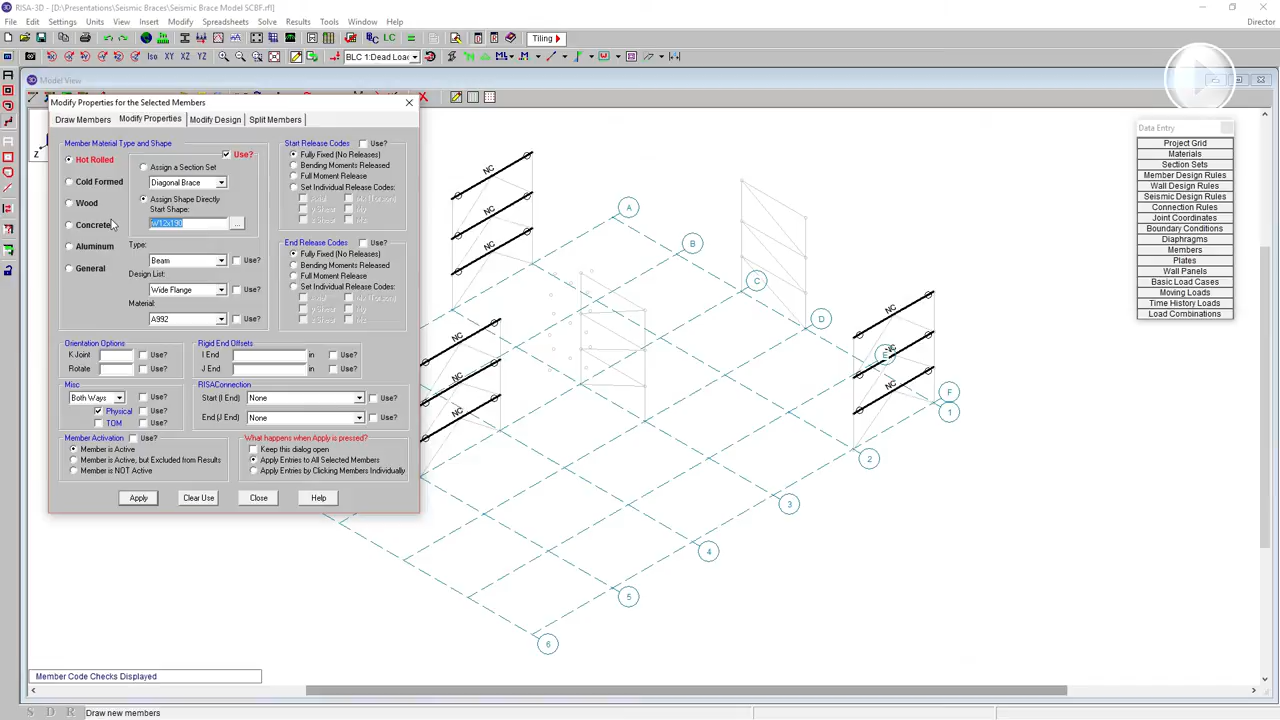 RISA-3D - [D:\Presentations\Seismic Braces\Seismic Brace Model SCBF.rfl]
File Edit Settings Units View Insert Modify Spreadsheets Solve Results Tools Window Help Director
Tiling
Iso XY XZ YZ BLC 1:Dead Load
Model View
Modify Properties for the Selected Members
Draw Members Modify Properties Modify Design Split Members
Member Material Type and Shape
Hot Rolled
Cold Formed
Wood
Concrete
Aluminum
General
Use?
Assign a Section Set
Diagonal Brace
Assign Shape Directly
Start Shape:
w12x190
...
Type:
Beam Use?
Design List:
Wide Flange Use?
Material:
A992 Use?
Start Release Codes Use?
Fully Fixed (No Releases)
Bending Moments Released
Full Moment Release
Set Individual Release Codes:
End Release Codes Use?
Fully Fixed (No Releases)
Bending Moments Released
Full Moment Release
Set Individual Release Codes:
Orientation Options
K Joint Use?
Rotate Use?
Rigid End Offsets
I End in Use?
J End in Use?
Misc
Both Ways Use?
Physical Use?
TOM Use?
RISAConnection
Start (I End) None Use?
End (J End) None Use?
Member Activation Use?
Member is Active
Member is Active, but Excluded from Results
Member is NOT Active
What happens when Apply is pressed?
Keep this dialog open
Apply Entries to All Selected Members
Apply Entries by Clicking Members Individually
Apply Clear Use Close Help
Z
NC
NC
NC
NC
NC
NC
NC
NC
NC
A
B
C
D
E
F
1
2
3
4
5
6
Data Entry
Project Grid
Materials
Section Sets
Member Design Rules
Wall Design Rules
Seismic Design Rules
Connection Rules
Joint Coordinates
Boundary Conditions
Diaphragms
Members
Plates
Wall Panels
Basic Load Cases
Moving Loads
Time History Loads
Load Combinations
Member Code Checks Displayed
S D R Draw new members